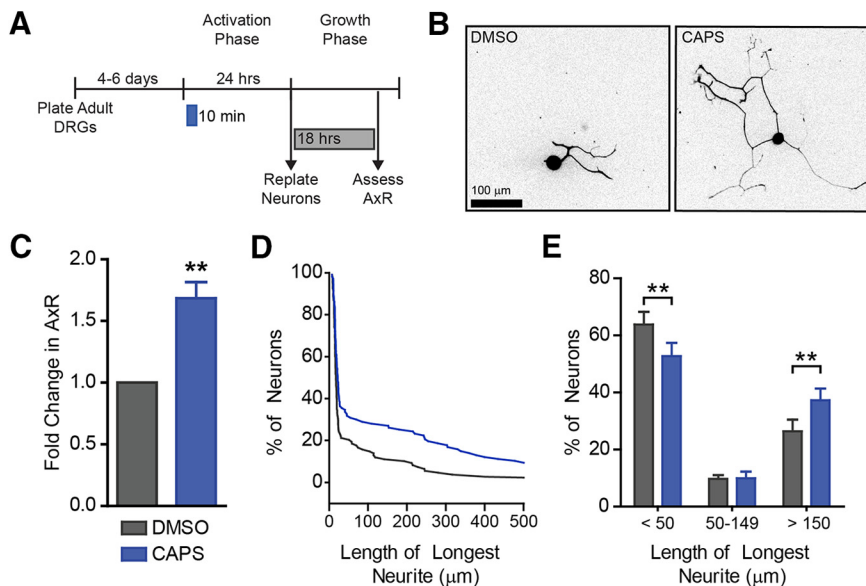 A
Activation
Phase
Growth
Phase
4-6 days
24 hrs
Plate Adult
DRGs
10 min
18 hrs
Replate
Neurons
Assess
AxR
B
DMSO
CAPS
100 μm
C
Fold Change in AxR
2.0
1.5
1.0
0.5
0.0
**
DMSO
CAPS
D
% of Neurons
100
80
60
40
20
0
0 100 200 300 400 500
Length of Longest
Neurite (μm)
E
% of Neurons
80
60
40
20
0
**
**
< 50 50-149 > 150
Length of Longest
Neurite (μm)